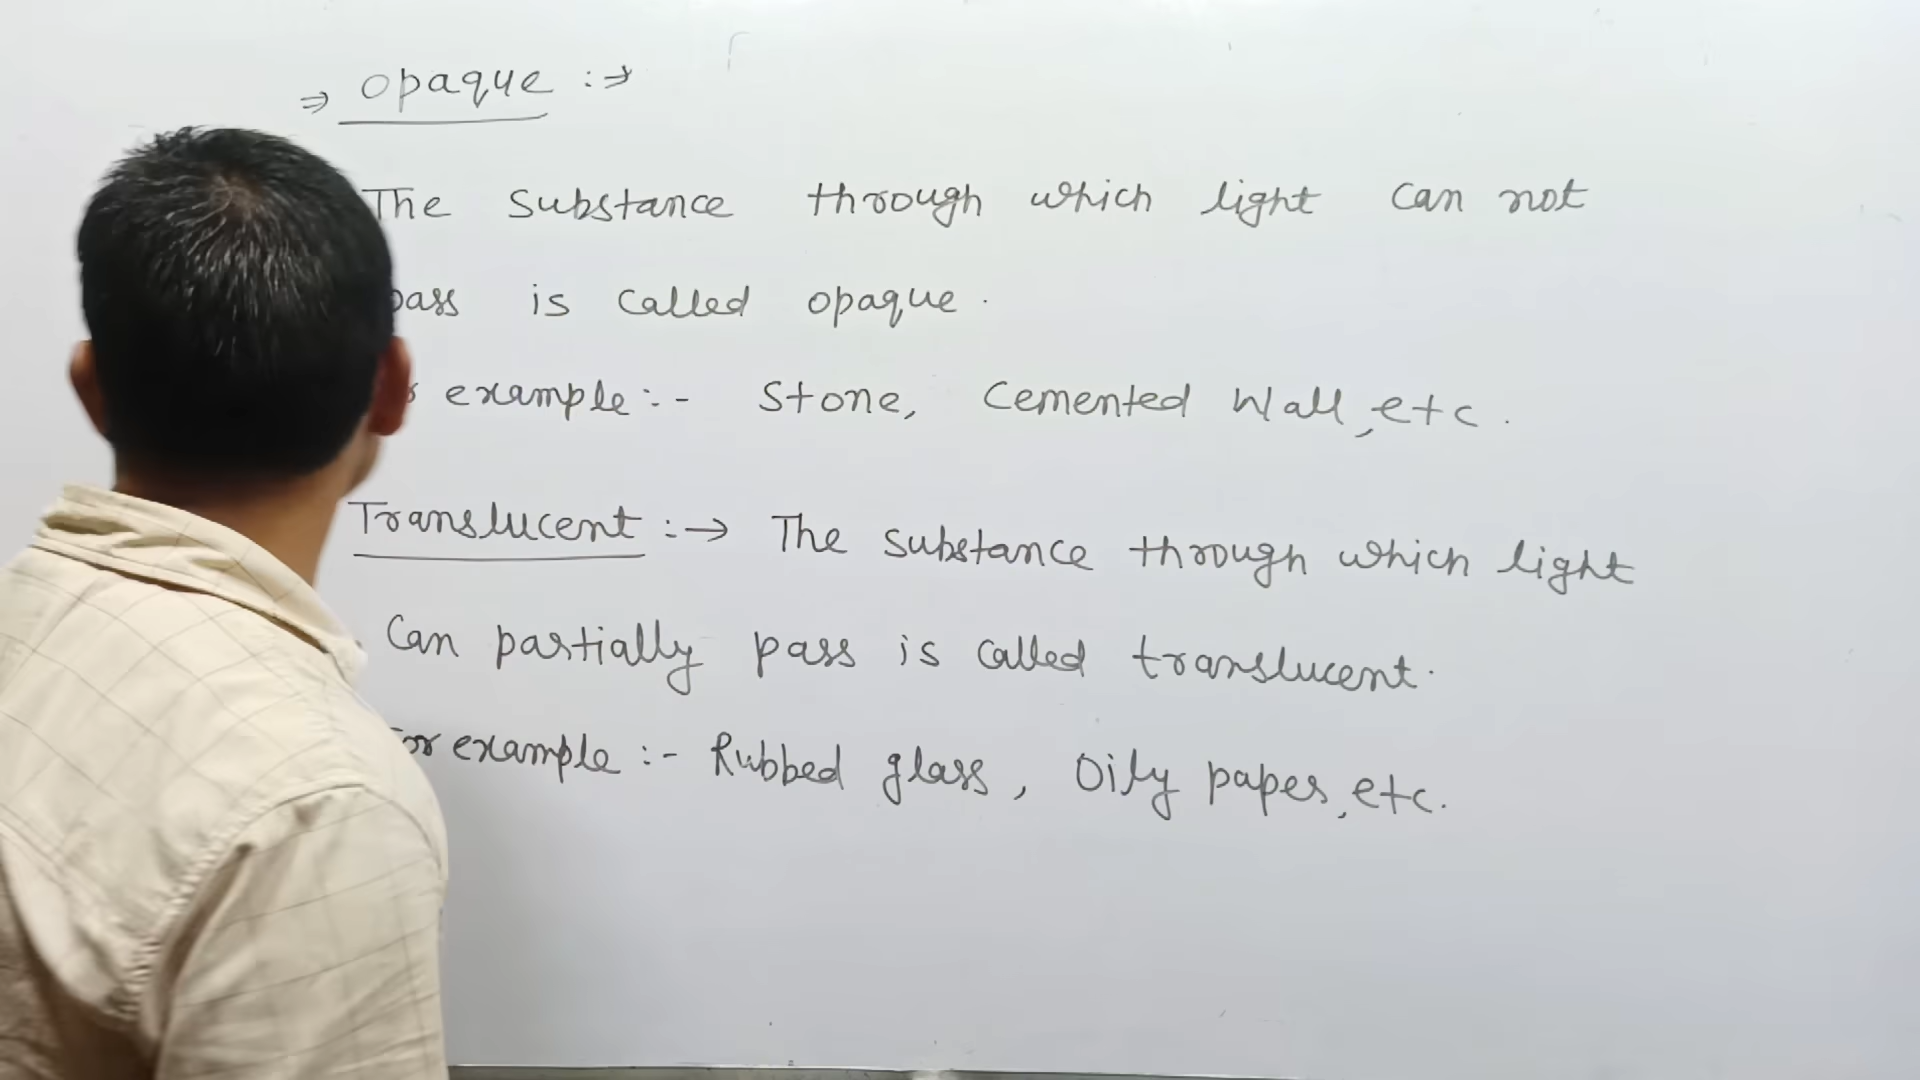 ⇒ Opaque :⇒
The Substance through which light can not
pass is called opaque.
example:- Stone, Cemented Wall, etc.
Translucent :→ The substance through which light
Can partially pass is called translucent.
For example :- Rubbed glass, Oily paper, etc.